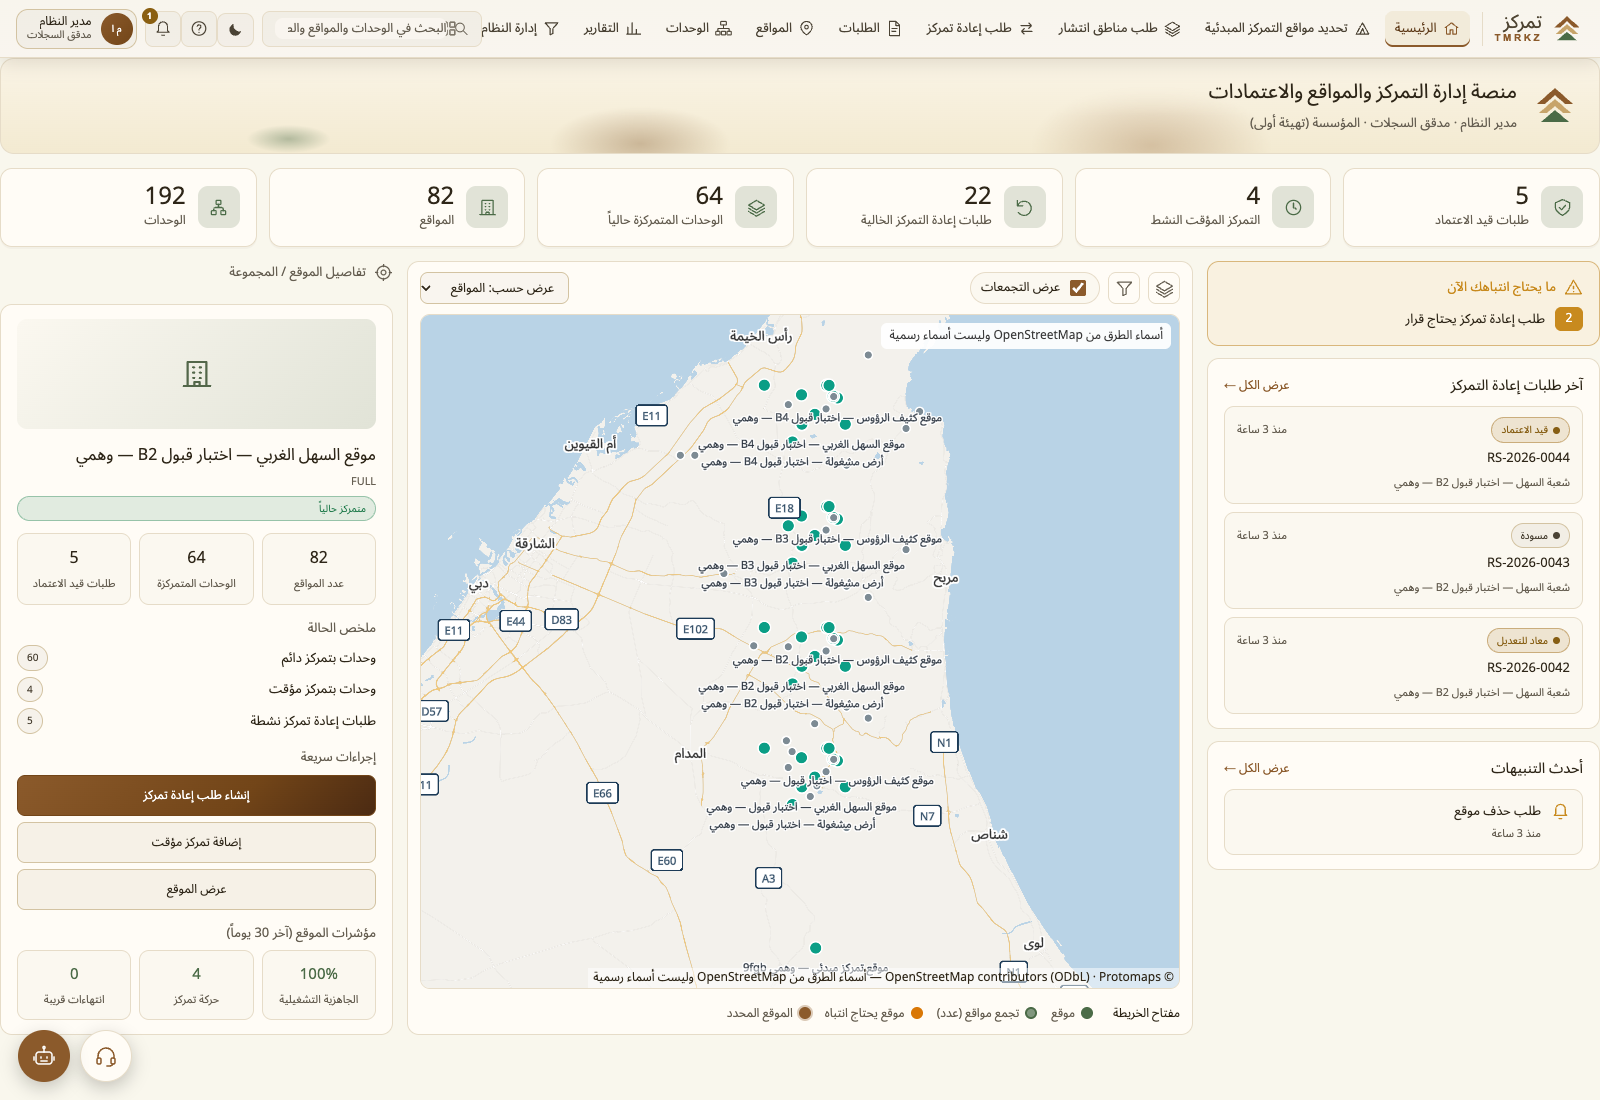 تمركز
TMRKZ
الرئيسية
تحديد مواقع التمركز المبدئية
طلب مناطق انتشار
طلب إعادة تمركز
الطلبات
المواقع
الوحدات
التقارير
إدارة النظام
البحث في الوحدات والمواقع والم
1
م ا
مدير النظام
مدقق السجلات
منصة إدارة التمركز والمواقع والاعتمادات
مدير النظام · مدقق السجلات · المؤسسة (تهيئة أولى)
5
طلبات قيد الاعتماد
4
التمركز المؤقت النشط
22
طلبات إعادة التمركز الخالية
64
الوحدات المتمركزة حالياً
82
المواقع
192
الوحدات
ما يحتاج انتباهك الآن
2
طلب إعادة تمركز يحتاج قرار
آخر طلبات إعادة التمركز
عرض الكل ←
قيد الاعتماد
منذ 3 ساعة
RS-2026-0044
شعبة السهل — اختبار قبول B2 — وهمي
مسودة
منذ 3 ساعة
RS-2026-0043
شعبة السهل — اختبار قبول B2 — وهمي
معاد للتعديل
منذ 3 ساعة
RS-2026-0042
شعبة السهل — اختبار قبول B2 — وهمي
أحدث التنبيهات
عرض الكل ←
طلب حذف موقع
منذ 3 ساعة
عرض التجمعات
عرض حسب: المواقع
أسماء الطرق من OpenStreetMap وليست أسماء رسمية
رأس الخيمة
E11
أم القيوين
موقع كثيف الرؤوس — اختبار قبول B4 — وهمي
موقع السهل الغربي — اختبار قبول B4 — وهمي
أرض مشغولة — اختبار قبول B4 — وهمي
E18
الشارقة
موقع كثيف الرؤوس — اختبار قبول B3 — وهمي
موقع السهل الغربي — اختبار قبول B3 — وهمي
أرض مشغولة — اختبار قبول B3 — وهمي
مربح
دبي
E11
E44
D83
E102
موقع كثيف الرؤوس — اختبار قبول B2 — وهمي
موقع السهل الغربي — اختبار قبول B2 — وهمي
أرض مشغولة — اختبار قبول B2 — وهمي
D57
N1
المدام
11
موقع كثيف الرؤوس — اختبار قبول — وهمي
E66
موقع السهل الغربي — اختبار قبول — وهمي
أرض مشغولة — اختبار قبول — وهمي
N7
شناص
E60
A3
لوى
موقع تمركز مبدئي — وهمي 9fgb
N1
© OpenStreetMap contributors (ODbL) · Protomaps — أسماء الطرق من OpenStreetMap وليست أسماء رسمية
مفتاح الخريطة
موقع
تجمع مواقع (عدد)
موقع يحتاج انتباه
الموقع المحدد
تفاصيل الموقع / المجموعة
موقع السهل الغربي — اختبار قبول B2 — وهمي
FULL
متمركز حالياً
82
عدد المواقع
64
الوحدات المتمركزة
5
طلبات قيد الاعتماد
ملخص الحالة
وحدات بتمركز دائم
60
وحدات بتمركز مؤقت
4
طلبات إعادة تمركز نشطة
5
إجراءات سريعة
إنشاء طلب إعادة تمركز
إضافة تمركز مؤقت
عرض الموقع
مؤشرات الموقع (آخر 30 يوماً)
100%
الجاهزية التشغيلية
4
حركة تمركز
0
انتهاءات قريبة